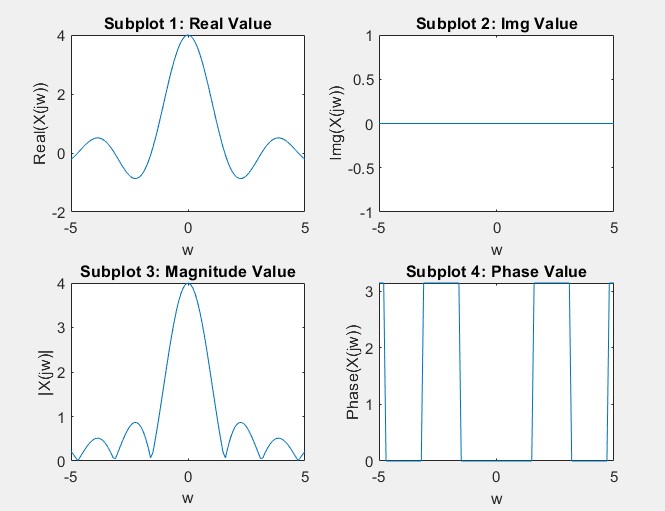 Subplot 1: Real Value
Real(X(jw))
4
2
0
-2
-5
0
5
w
Subplot 2: Img Value
Img(X(jw))
1
0.5
0
-0.5
-1
-5
0
5
w
Subplot 3: Magnitude Value
|X(jw)|
4
3
2
1
0
-5
0
5
w
Subplot 4: Phase Value
Phase(X(jw))
3
2
1
0
-5
0
5
w